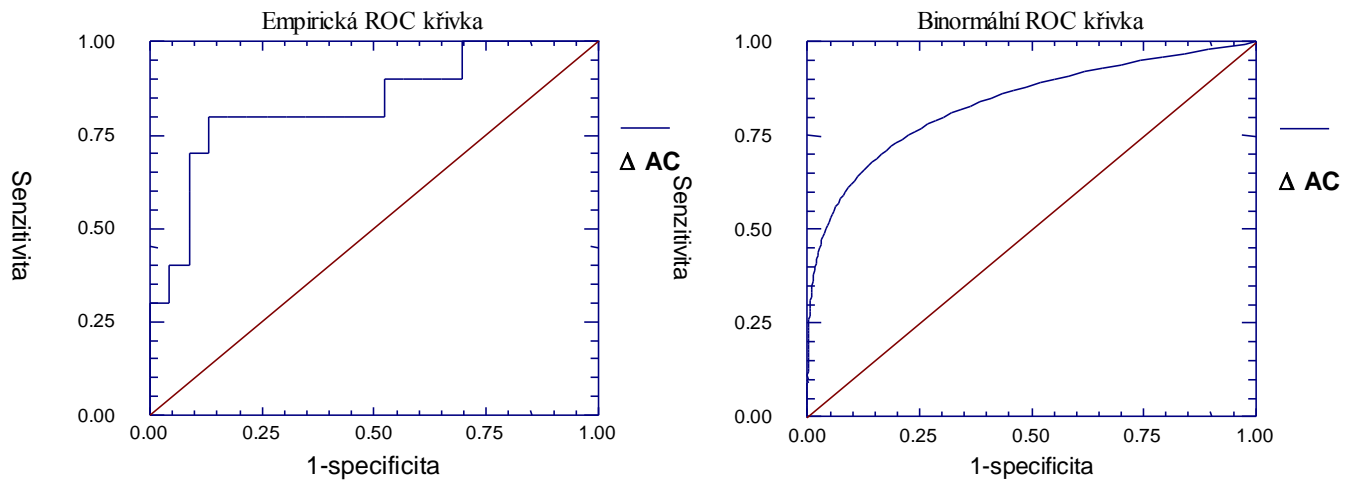 Empirická ROC křivka
1.00
0.75
0.50
0.25
0.00
Senzitivita
0.00 0.25 0.50 0.75 1.00
1-specificita
Δ AC
Binormální ROC křivka
1.00
0.75
0.50
0.25
0.00
Senzitivita
0.00 0.25 0.50 0.75 1.00
1-specificita
Δ AC